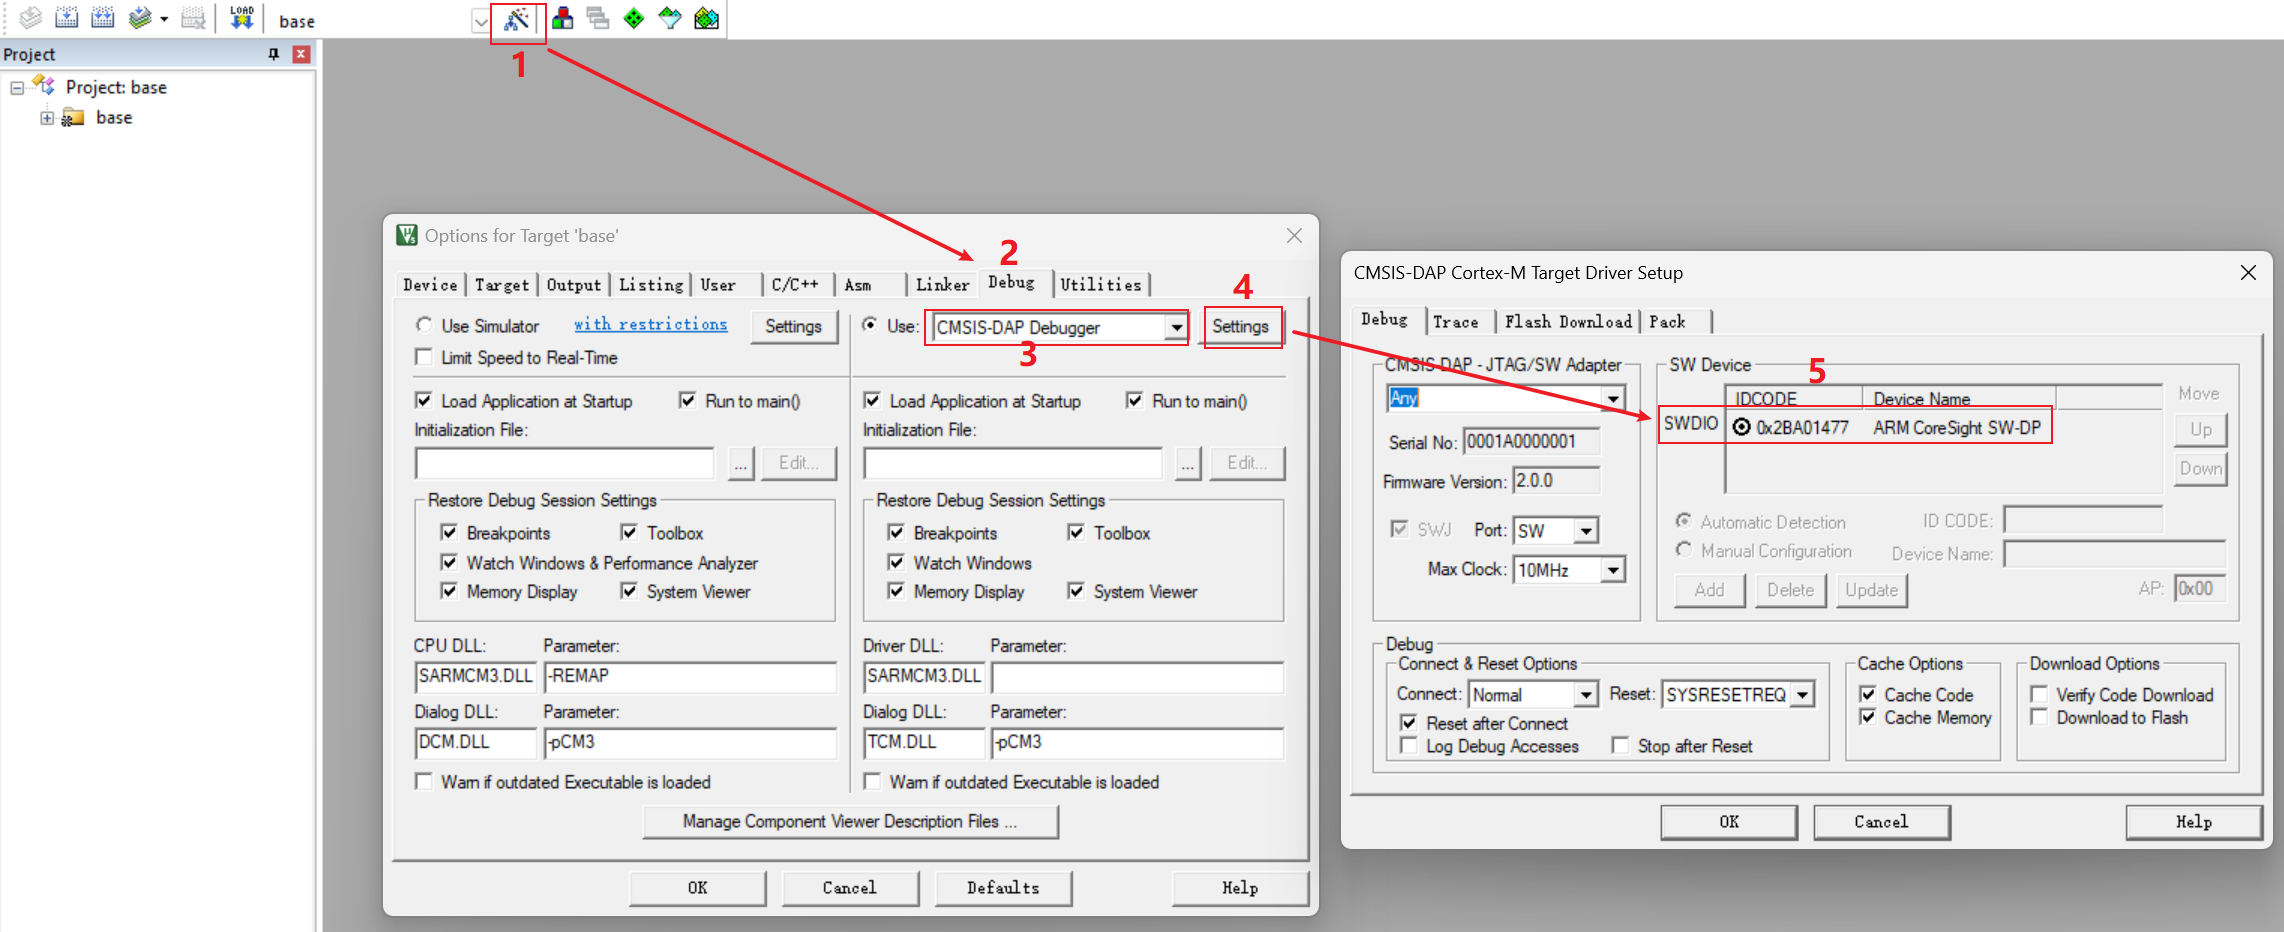 LOAD
base
1
Project
Project: base
base
Options for Target 'base'
2
Device Target Output Listing User C/C++ Asm Linker Debug Utilities
4
Use Simulator with restrictions Settings Use: CMSIS-DAP Debugger Settings
3
Limit Speed to Real-Time
Load Application at Startup Run to main() Load Application at Startup Run to main()
Initialization File: Initialization File:
... Edit... ... Edit...
Restore Debug Session Settings Restore Debug Session Settings
Breakpoints Toolbox Breakpoints Toolbox
Watch Windows & Performance Analyzer Watch Windows
Memory Display System Viewer Memory Display System Viewer
CPU DLL: Parameter: Driver DLL: Parameter:
SARMCM3.DLL -REMAP SARMCM3.DLL
Dialog DLL: Parameter: Dialog DLL: Parameter:
DCM.DLL -pCM3 TCM.DLL -pCM3
Warn if outdated Executable is loaded Warn if outdated Executable is loaded
Manage Component Viewer Description Files ...
OK Cancel Defaults Help
CMSIS-DAP Cortex-M Target Driver Setup
Debug Trace Flash Download Pack
CMSIS-DAP - JTAG/SW Adapter
Any
Serial No: 0001A0000001
Firmware Version: 2.0.0
SWJ Port: SW
Max Clock: 10MHz
SW Device
5
IDCODE Device Name Move
SWDIO 0x2BA01477 ARM CoreSight SW-DP Up
Down
Automatic Detection ID CODE:
Manual Configuration Device Name:
Add Delete Update AP: 0x00
Debug
Connect & Reset Options Cache Options Download Options
Connect: Normal Reset: SYSRESETREQ Cache Code Verify Code Download
Reset after Connect Cache Memory Download to Flash
Log Debug Accesses Stop after Reset
OK Cancel Help